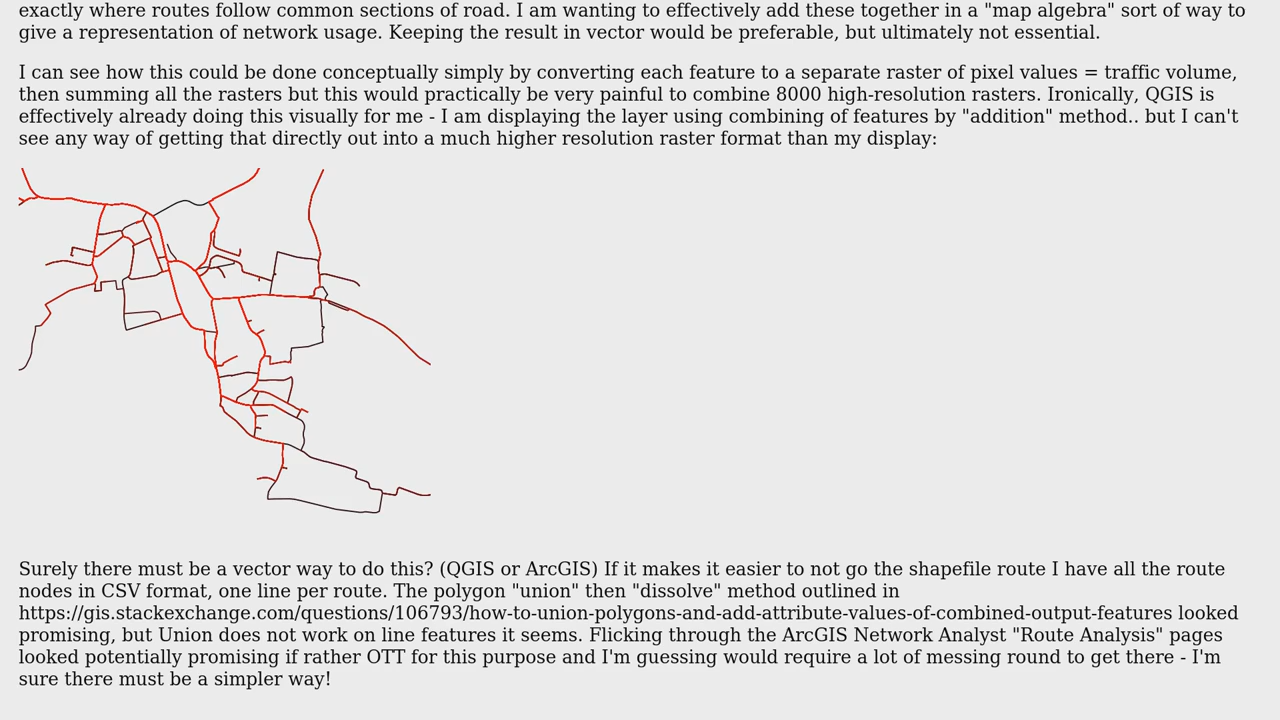 exactly where routes follow common sections of road. I am wanting to effectively add these together in a "map algebra" sort of way to
give a representation of network usage. Keeping the result in vector would be preferable, but ultimately not essential.
I can see how this could be done conceptually simply by converting each feature to a separate raster of pixel values = traffic volume,
then summing all the rasters but this would practically be very painful to combine 8000 high-resolution rasters. Ironically, QGIS is
effectively already doing this visually for me - I am displaying the layer using combining of features by "addition" method.. but I can't
see any way of getting that directly out into a much higher resolution raster format than my display:
Surely there must be a vector way to do this? (QGIS or ArcGIS) If it makes it easier to not go the shapefile route I have all the route
nodes in CSV format, one line per route. The polygon "union" then "dissolve" method outlined in
https://gis.stackexchange.com/questions/106793/how-to-union-polygons-and-add-attribute-values-of-combined-output-features looked
promising, but Union does not work on line features it seems. Flicking through the ArcGIS Network Analyst "Route Analysis" pages
looked potentially promising if rather OTT for this purpose and I'm guessing would require a lot of messing round to get there - I'm
sure there must be a simpler way!